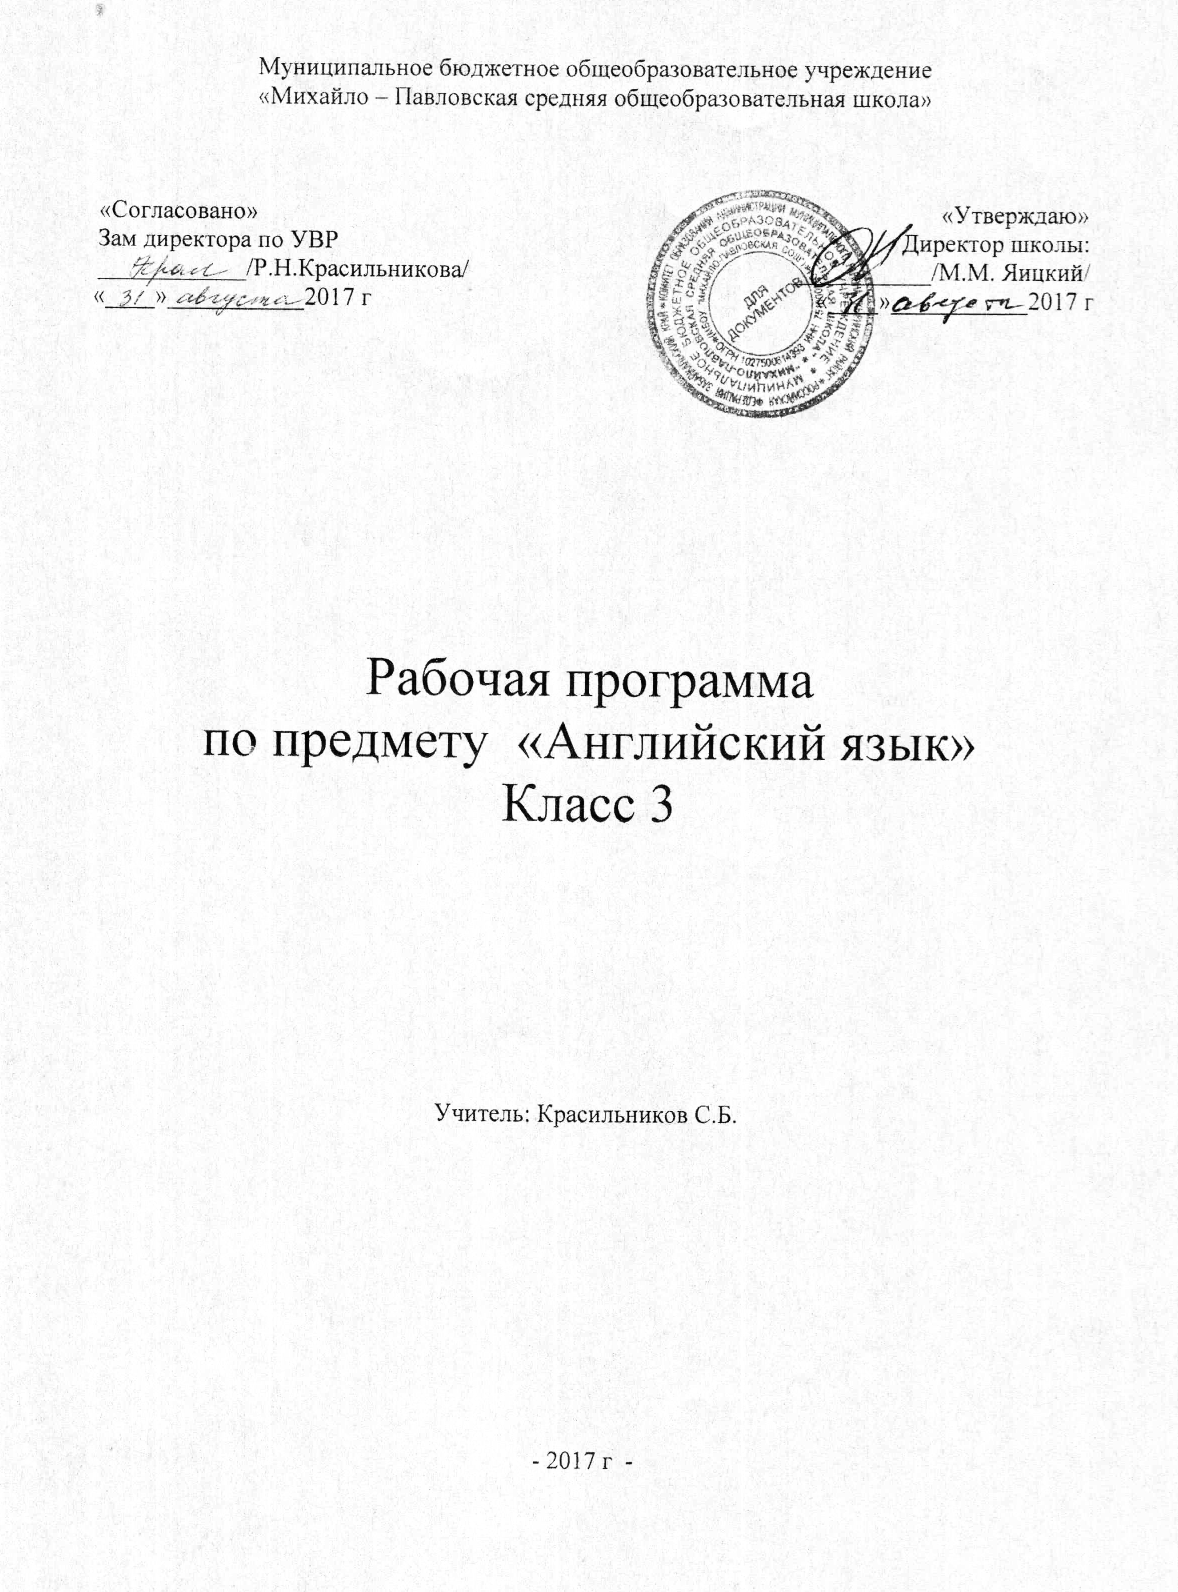 Муниципальное бюджетное общеобразовательное учреждение
«Михайло – Павловская средняя общеобразовательная школа»
«Согласовано»
Зам директора по УВР
/Р.Н.Красильникова/
«31» августа 2017 г
«Утверждаю»
Директор школы:
/М.М. Яицкий/
«31» августа 2017 г
ДЛЯ
ДОКУМЕНТОВ
Рабочая программа
по предмету «Английский язык»
Класс 3
Учитель: Красильников С.Б.
- 2017 г -